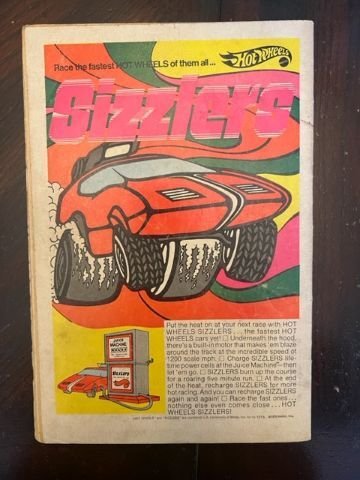 Race the fastest HOT WHEELS of them all...
HOT WHEELS
Sizzlers
Put the heat on at your next race with HOT
WHEELS SIZZLERS ... the fastest HOT
WHEELS cars yet! □ Underneath the hood,
there's a built-in motor that makes 'em blaze
around the track at the incredible speed of
1200 scale mph. □ Charge SIZZLERS life-
time power cells at the Juice Machine™—then
let 'em go. □ SIZZLERS burn up the course
for a roaring five minute run. □ At the end
of the heat, recharge SIZZLERS for more
hot racing. And you can recharge SIZZLERS
again and again! □ Race the fast ones...
nothing else even comes close... HOT
WHEELS SIZZLERS!
JUICE
MACHINE
SIZZLERS